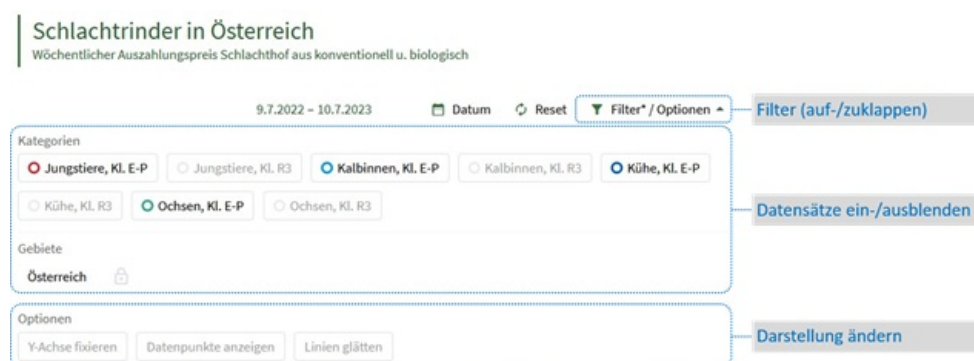 Schlachtrinder in Österreich
Wöchentlicher Auszahlungspreis Schlachthof aus konventionell u. biologisch
9.7.2022 – 10.7.2023 Datum Reset Filter* / Optionen Filter (auf-/zuklappen)
Kategorien
Jungstiere, Kl. E-P Jungstiere, Kl. R3 Kalbinnen, Kl. E-P Kalbinnen, Kl. R3 Kühe, Kl. E-P
Kühe, Kl. R3 Ochsen, Kl. E-P Ochsen, Kl. R3 Datensätze ein-/ausblenden
Gebiete
Österreich
Optionen
Y-Achse fixieren Datenpunkte anzeigen Linien glätten Darstellung ändern